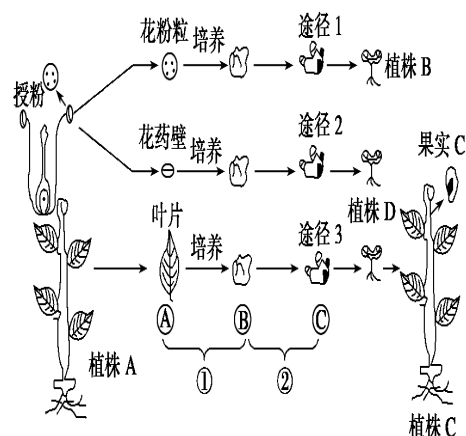 花粉粒 培养 途径 1
授粉
植株 B
花药壁 培养 途径 2
果实 C
叶片 植株 D
培养 途径 3
Ⓐ Ⓑ Ⓒ
植株 A ① ②
植株 C